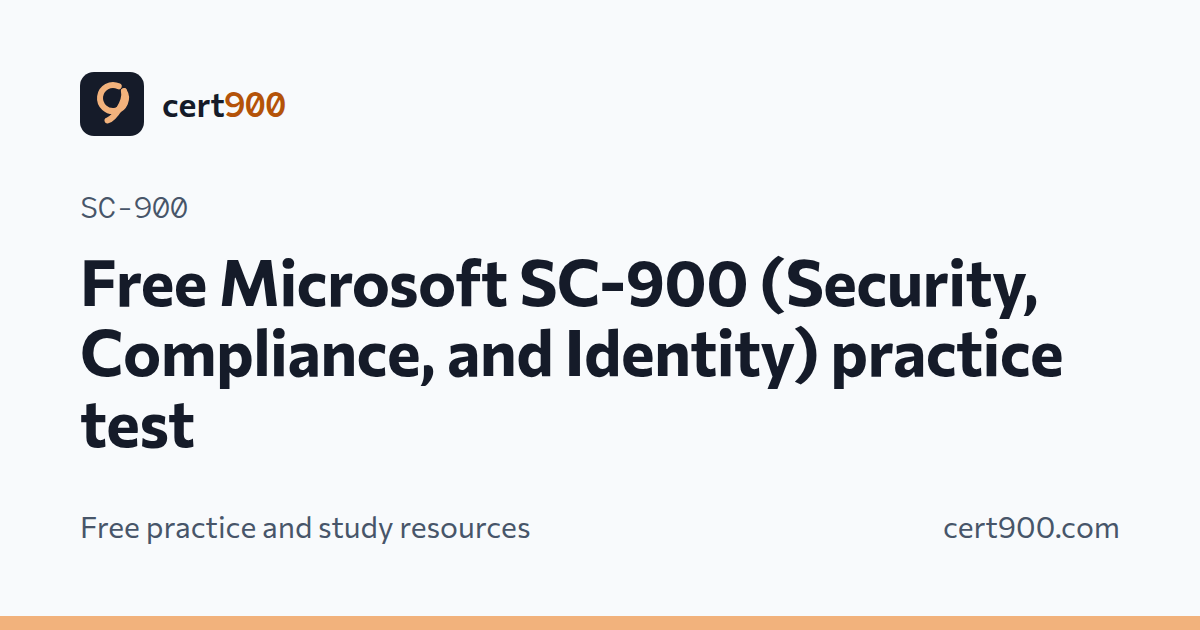 cert900
SC-900
Free Microsoft SC-900 (Security,
Compliance, and Identity) practice
test
Free practice and study resources
cert900.com